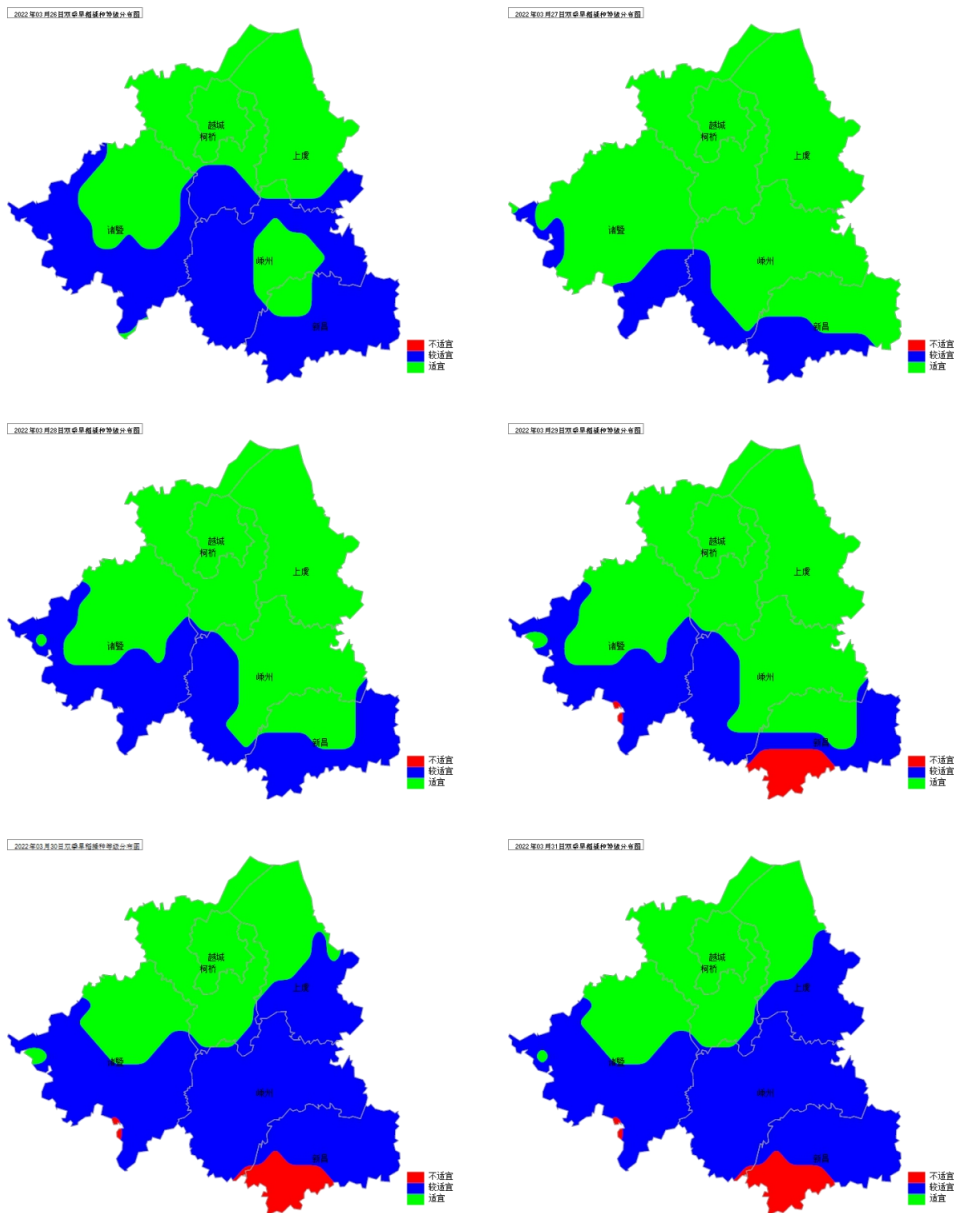 2022年03月26日双季早稻播种等级分布图
越城
柯桥
上虞
诸暨
嵊州
新昌
不适宜
较适宜
适宜
2022年03月27日双季早稻播种等级分布图
越城
柯桥
上虞
诸暨
嵊州
新昌
不适宜
较适宜
适宜
2022年03月28日双季早稻播种等级分布图
越城
柯桥
上虞
诸暨
嵊州
新昌
不适宜
较适宜
适宜
2022年03月29日双季早稻播种等级分布图
越城
柯桥
上虞
诸暨
嵊州
新昌
不适宜
较适宜
适宜
2022年03月30日双季早稻播种等级分布图
越城
柯桥
上虞
诸暨
嵊州
新昌
不适宜
较适宜
适宜
2022年03月31日双季早稻播种等级分布图
越城
柯桥
上虞
诸暨
嵊州
新昌
不适宜
较适宜
适宜